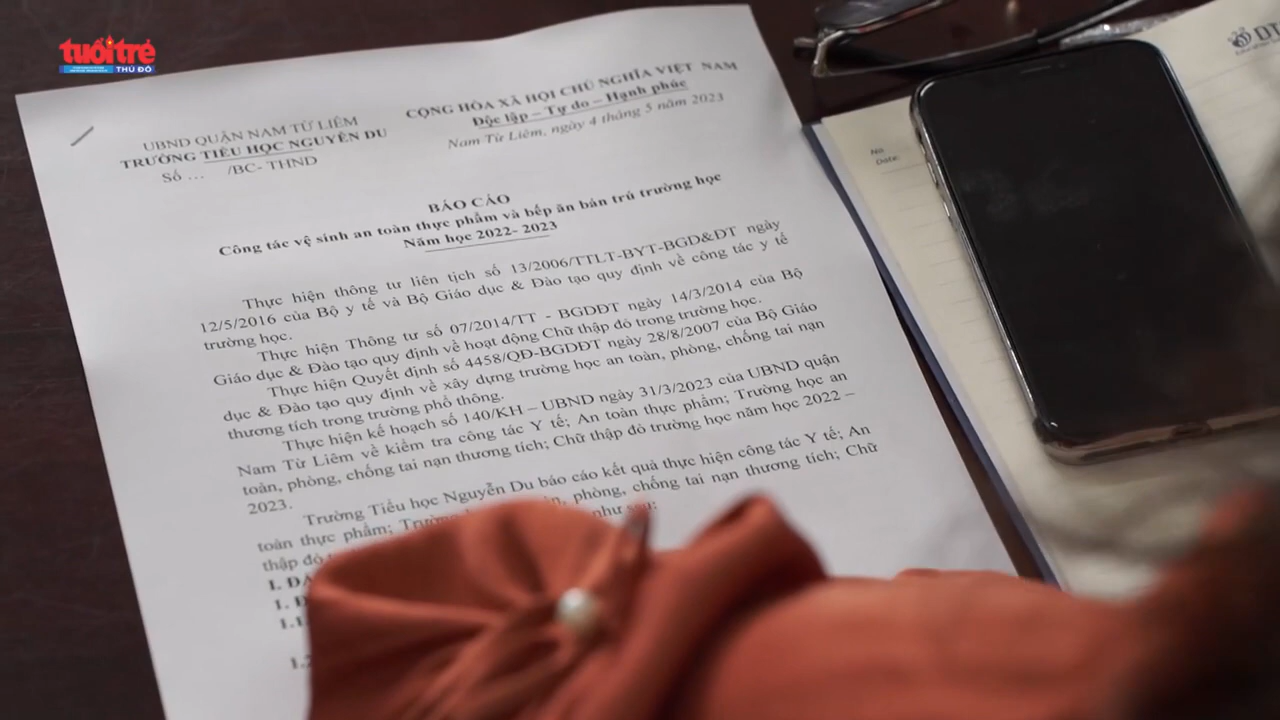 tuổi trẻ
THỦ ĐÔ
UBND QUẬN NAM TỪ LIÊM
TRƯỜNG TIỂU HỌC NGUYỄN DU
Số ... /BC- THND
CỘNG HÒA XÃ HỘI CHỦ NGHĨA VIỆT NAM
Độc lập – Tự do – Hạnh phúc
Nam Từ Liêm, ngày 4 tháng 5 năm 2023
BÁO CÁO
Công tác vệ sinh an toàn thực phẩm và bếp ăn bán trú trường học
Năm học 2022- 2023
Thực hiện thông tư liên tịch số 13/2006/TTLT-BYT-BGD&ĐT ngày
12/5/2016 của Bộ y tế và Bộ Giáo dục & Đào tạo quy định về công tác y tế
trường học.
Thực hiện Thông tư số 07/2014/TT - BGDĐT ngày 14/3/2014 của Bộ
Giáo dục & Đào tạo quy định về hoạt động Chữ thập đỏ trong trường học.
Thực hiện Quyết định số 4458/QĐ-BGDĐT ngày 28/8/2007 của Bộ Giáo
dục & Đào tạo quy định về xây dựng trường học an toàn, phòng, chống tai nạn
thương tích trong trường phổ thông.
Thực hiện kế hoạch số 140/KH – UBND ngày 31/3/2023 của UBND quận
Nam Từ Liêm về kiểm tra công tác Y tế; An toàn thực phẩm; Trường học an
toàn, phòng, chống tai nạn thương tích; Chữ thập đỏ trường học năm học 2022 –
2023.
Trường Tiểu học Nguyễn Du báo cáo kết quả thực hiện công tác Y tế; An
toàn thực phẩm; phòng, chống tai nạn thương tích; Chữ
thập đỏ như sau:
1.
1.
No.
Date: